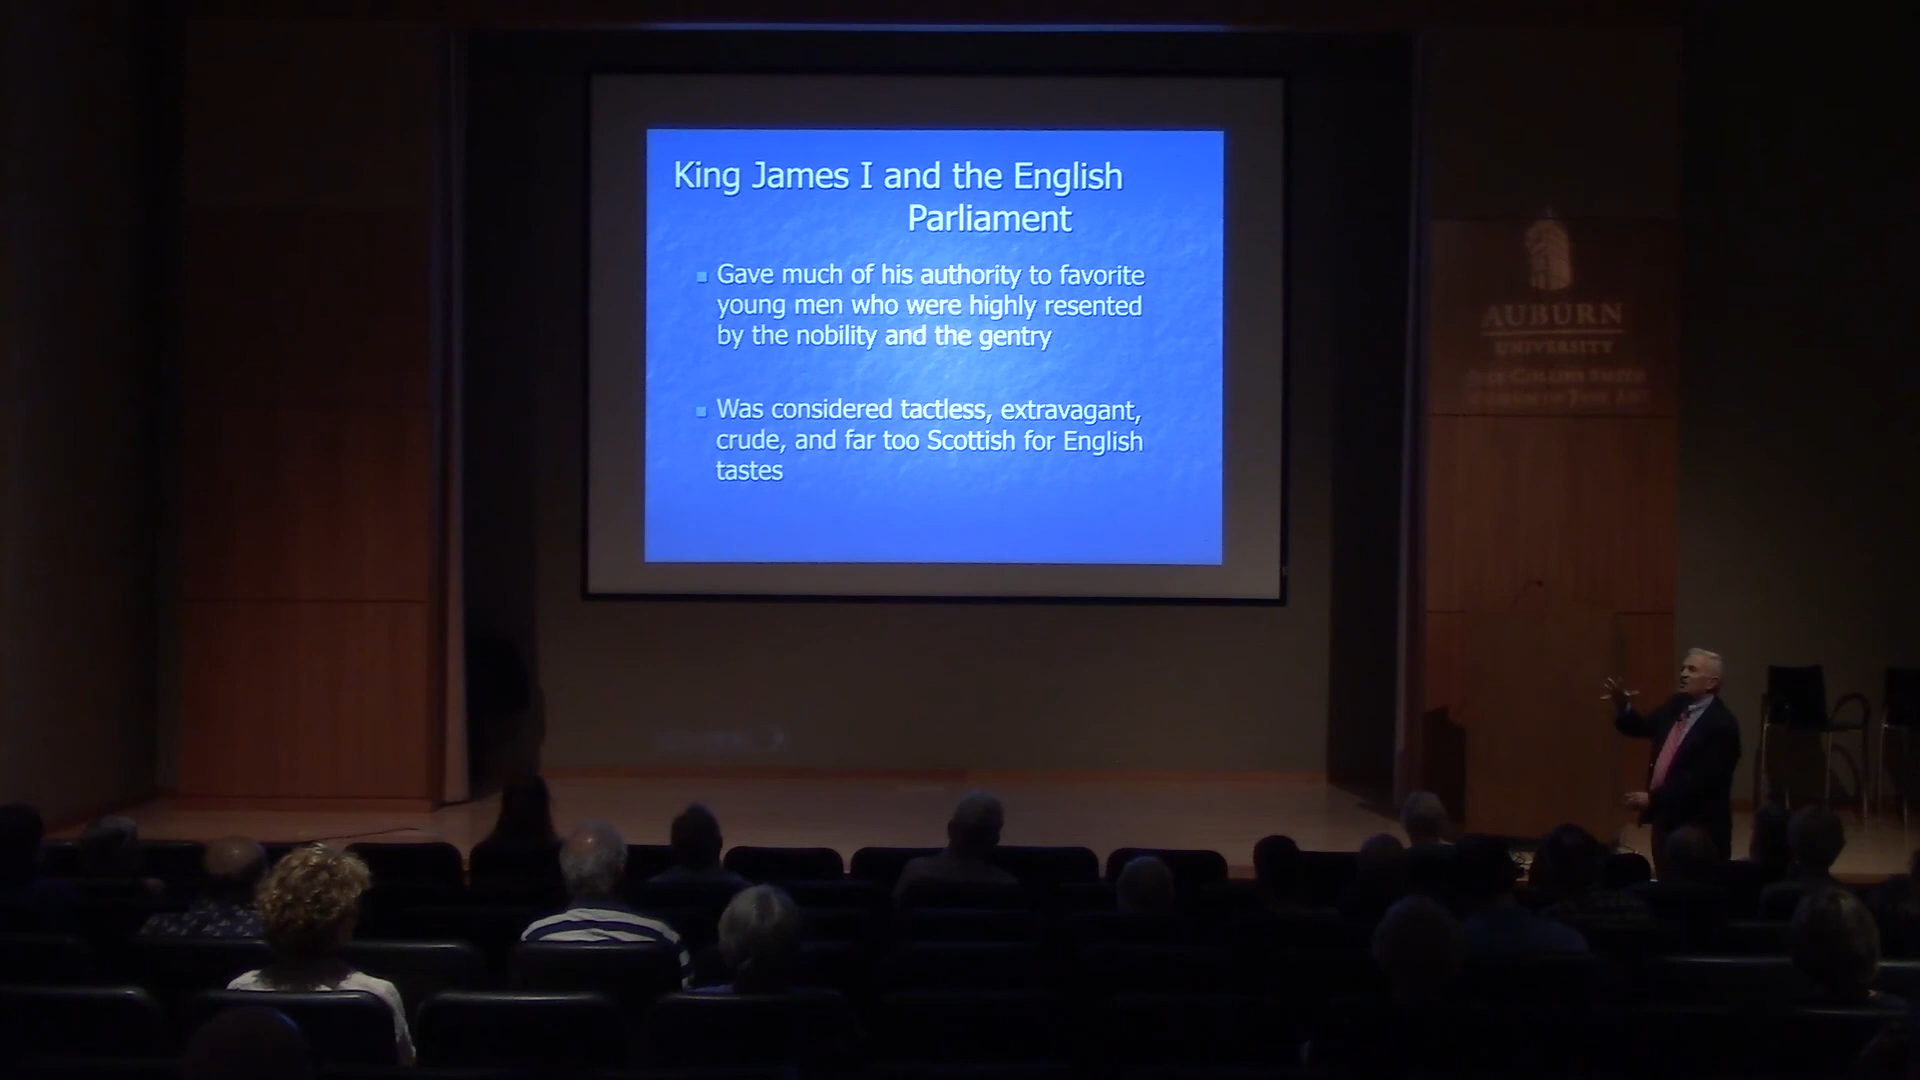 King James I and the English
Parliament
Gave much of his authority to favorite
young men who were highly resented
by the nobility and the gentry
Was considered tactless, extravagant,
crude, and far too Scottish for English
tastes
AUBURN
UNIVERSITY